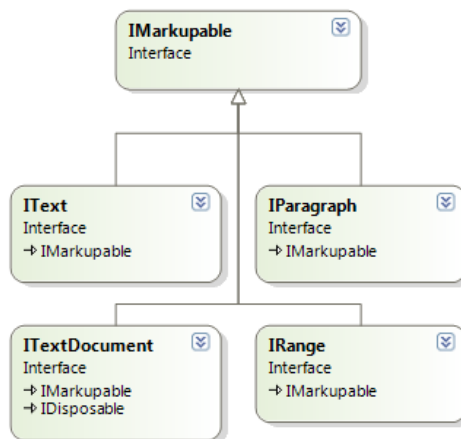 IMarkupable
Interface
IText
Interface
IMarkupable
IParagraph
Interface
IMarkupable
ITextDocument
Interface
IMarkupable
IDisposable
IRange
Interface
IMarkupable